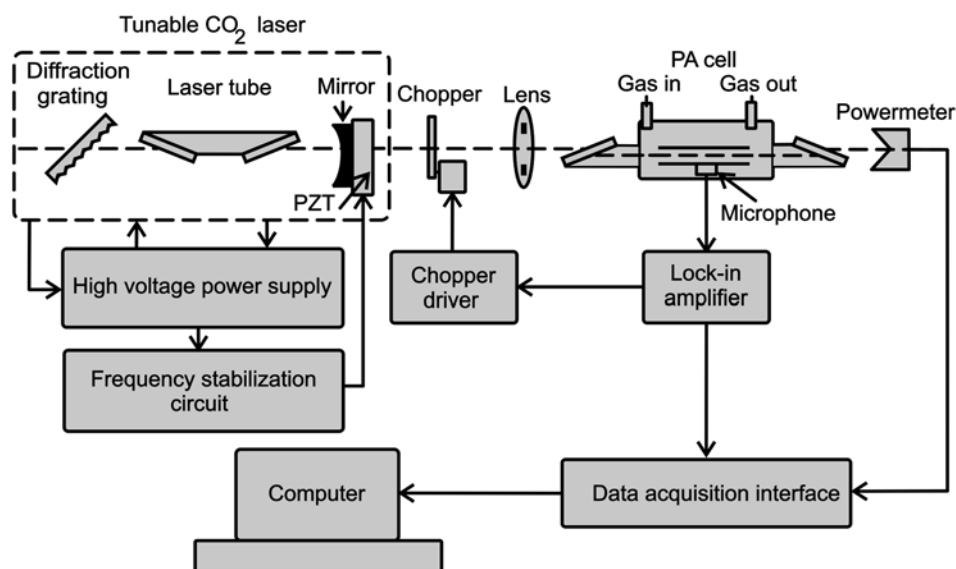 Tunable CO2 laser
Diffraction
grating
Laser tube
Mirror
PZT
Chopper
Lens
PA cell
Gas in
Gas out
Powermeter
Microphone
High voltage power supply
Chopper
driver
Lock-in
amplifier
Frequency stabilization
circuit
Computer
Data acquisition interface